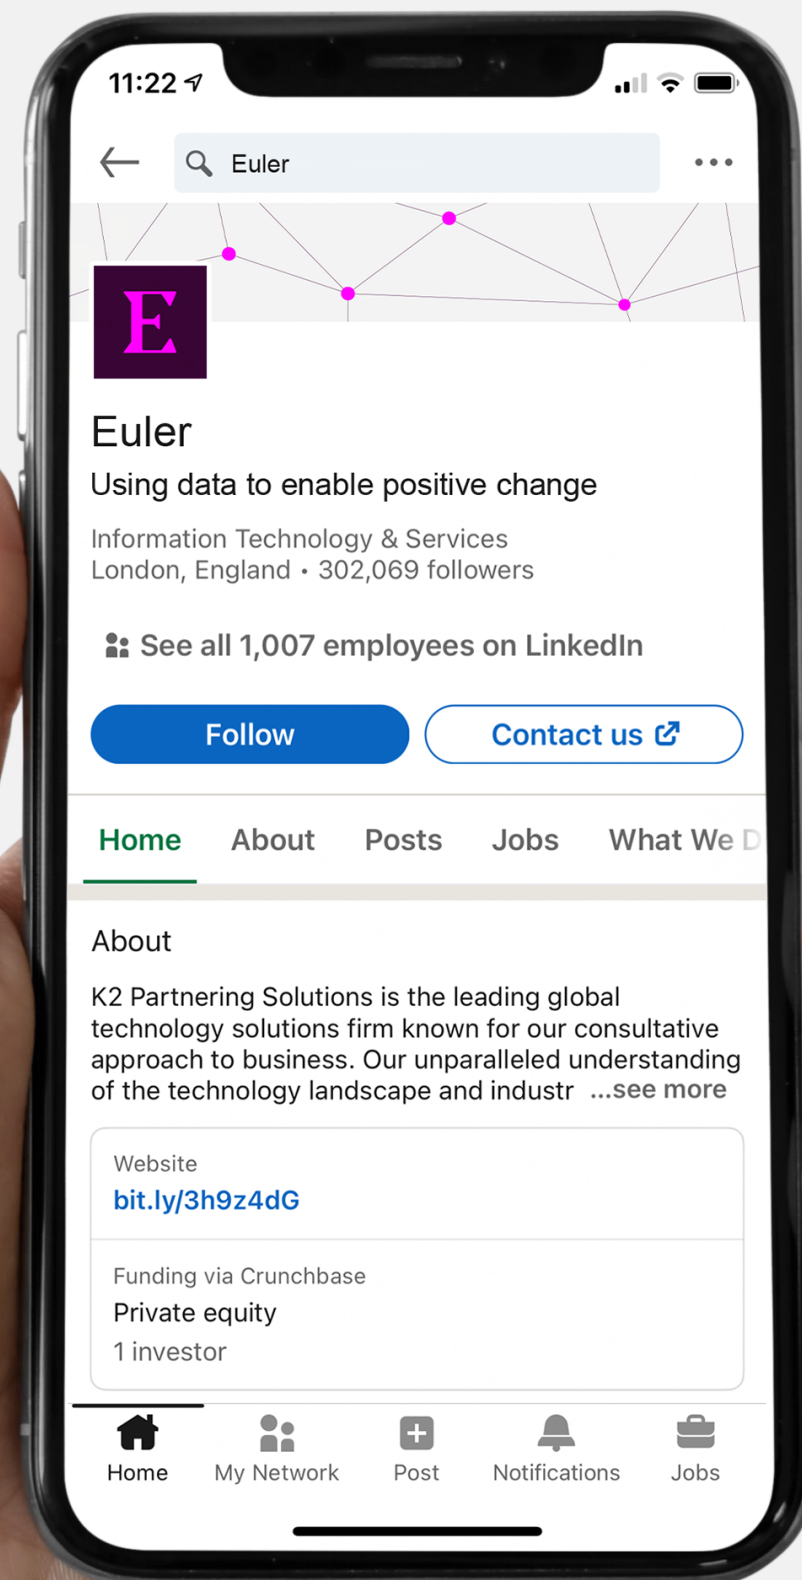 11:22
Euler
E
Euler
Using data to enable positive change
Information Technology & Services
London, England • 302,069 followers
See all 1,007 employees on LinkedIn
Follow
Contact us
Home
About
Posts
Jobs
What We D
About
K2 Partnering Solutions is the leading global
technology solutions firm known for our consultative
approach to business. Our unparalleled understanding
of the technology landscape and industr ...see more
Website
bit.ly/3h9z4dG
Funding via Crunchbase
Private equity
1 investor
Home
My Network
Post
Notifications
Jobs